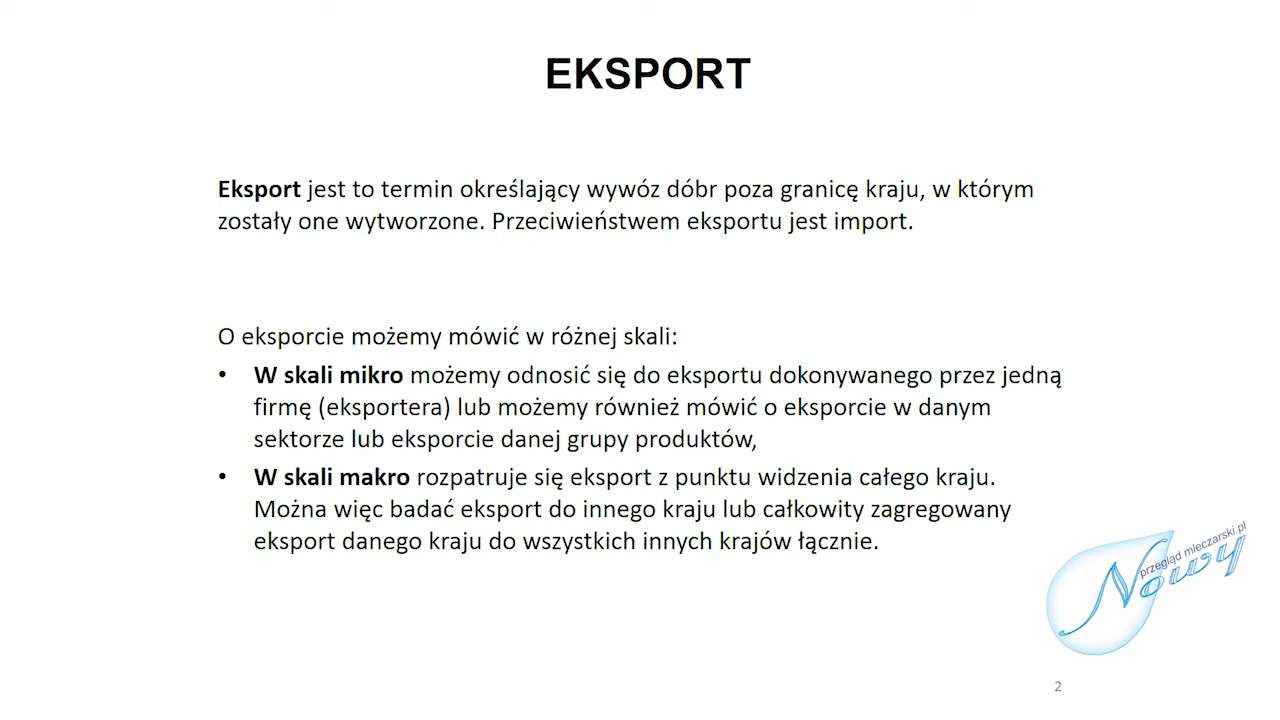 EKSPORT
Eksport jest to termin określający wywóz dóbr poza granicę kraju, w którym
zostały one wytworzone. Przeciwieństwem eksportu jest import.
O eksporcie możemy mówić w różnej skali:
• W skali mikro możemy odnosić się do eksportu dokonywanego przez jedną
firmę (eksportera) lub możemy również mówić o eksporcie w danym
sektorze lub eksporcie danej grupy produktów,
• W skali makro rozpatruje się eksport z punktu widzenia całego kraju.
Można więc badać eksport do innego kraju lub całkowity zagregowany
eksport danego kraju do wszystkich innych krajów łącznie.
przegląd mleczarski.pl
Nowy
2